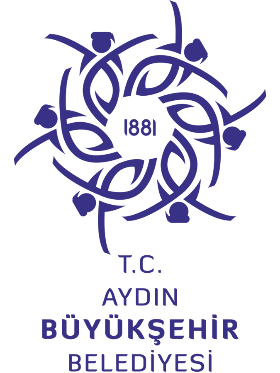 1881
T.C.
AYDIN
BÜYÜKŞEHİR
BELEDİYESİ